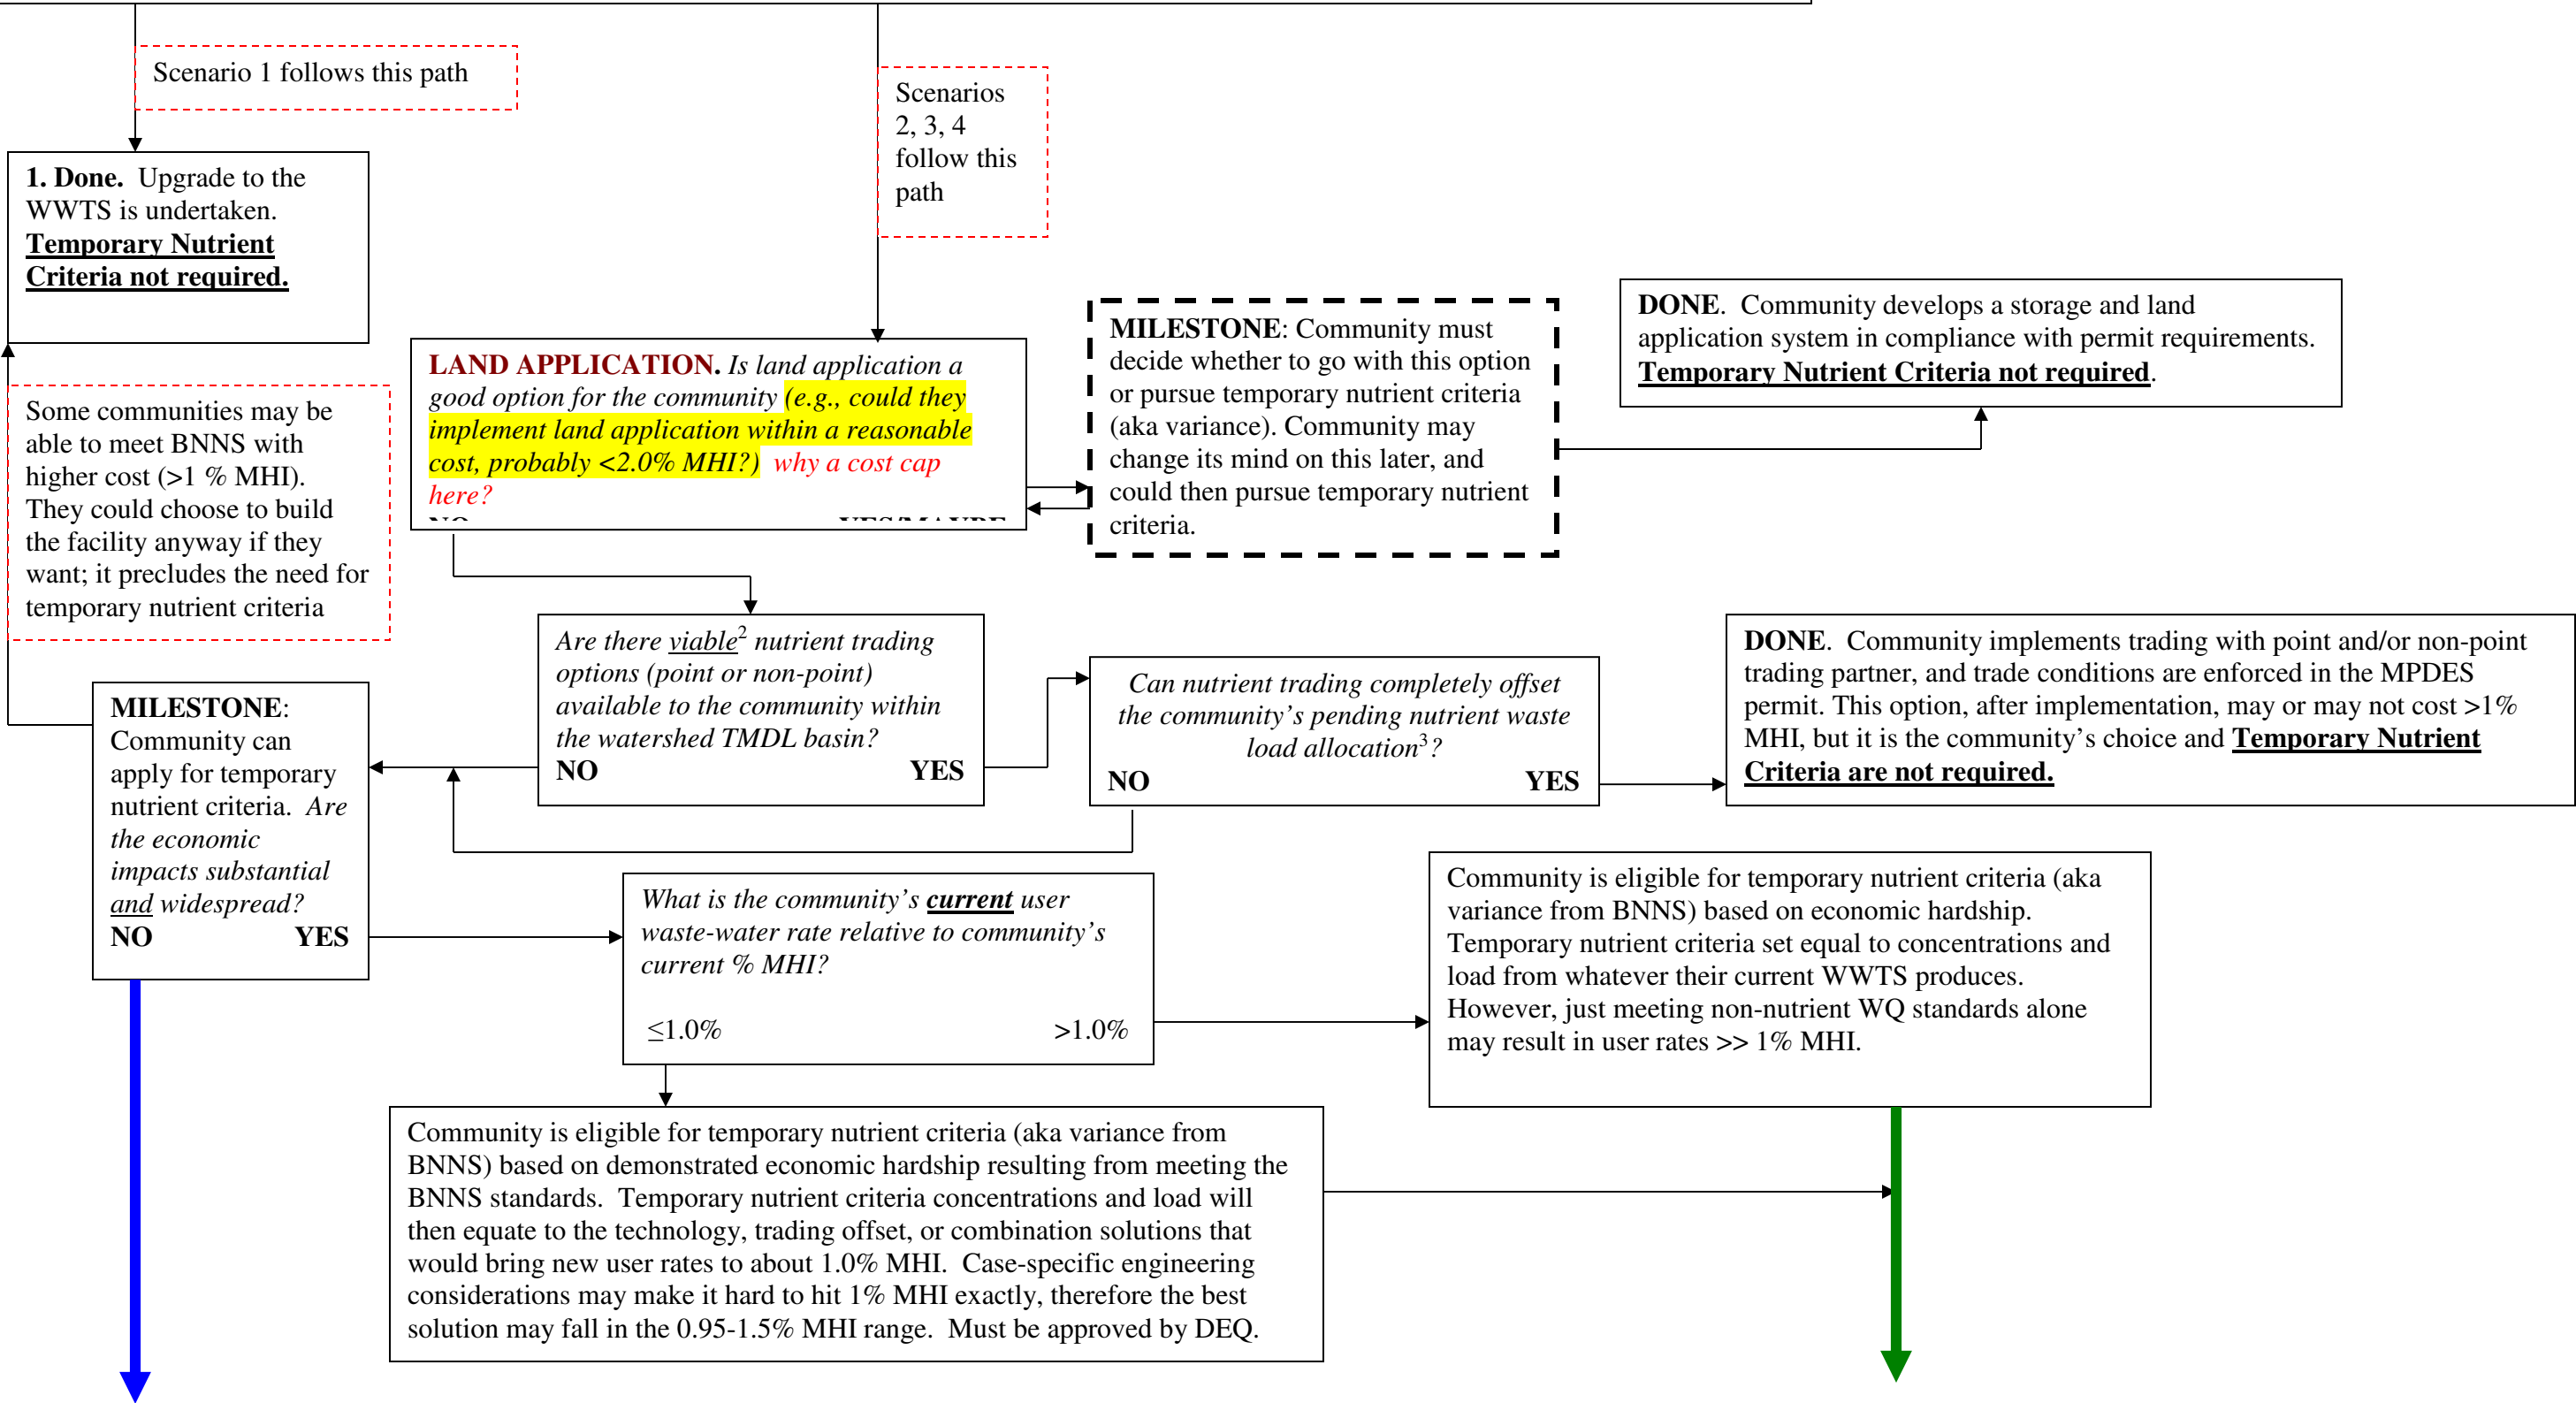 Scenario 1 follows this path
Scenarios
2, 3, 4
follow this
path
1. Done.  Upgrade to the
WWTS is undertaken.
Temporary Nutrient
Criteria not required.
DONE.  Community develops a storage and land
application system in compliance with permit requirements.
Temporary Nutrient Criteria not required.
MILESTONE: Community must
decide whether to go with this option
or pursue temporary nutrient criteria
(aka variance). Community may
change its mind on this later, and
could then pursue temporary nutrient
criteria.
LAND APPLICATION. Is land application a
good option for the community (e.g., could they
implement land application within a reasonable
cost, probably <2.0% MHI?)  why a cost cap
here?
Some communities may be
able to meet BNNS with
higher cost (>1 % MHI).
They could choose to build
the facility anyway if they
want; it precludes the need for
temporary nutrient criteria
Are there viable2 nutrient trading
options (point or non-point)
available to the community within
the watershed TMDL basin?
NO YES
Can nutrient trading completely offset
the community’s pending nutrient waste
load allocation3?
NO YES
DONE.  Community implements trading with point and/or non-point
trading partner, and trade conditions are enforced in the MPDES
permit. This option, after implementation, may or may not cost >1%
MHI, but it is the community’s choice and Temporary Nutrient
Criteria are not required.
MILESTONE:
Community can
apply for temporary
nutrient criteria.  Are
the economic
impacts substantial
and widespread?
NO YES
What is the community’s current user
waste-water rate relative to community’s
current % MHI?
≤1.0% >1.0%
Community is eligible for temporary nutrient criteria (aka
variance from BNNS) based on economic hardship.
Temporary nutrient criteria set equal to concentrations and
load from whatever their current WWTS produces.
However, just meeting non-nutrient WQ standards alone
may result in user rates >> 1% MHI.
Community is eligible for temporary nutrient criteria (aka variance from
BNNS) based on demonstrated economic hardship resulting from meeting the
BNNS standards.  Temporary nutrient criteria concentrations and load will
then equate to the technology, trading offset, or combination solutions that
would bring new user rates to about 1.0% MHI.  Case-specific engineering
considerations may make it hard to hit 1% MHI exactly, therefore the best
solution may fall in the 0.95-1.5% MHI range.  Must be approved by DEQ.